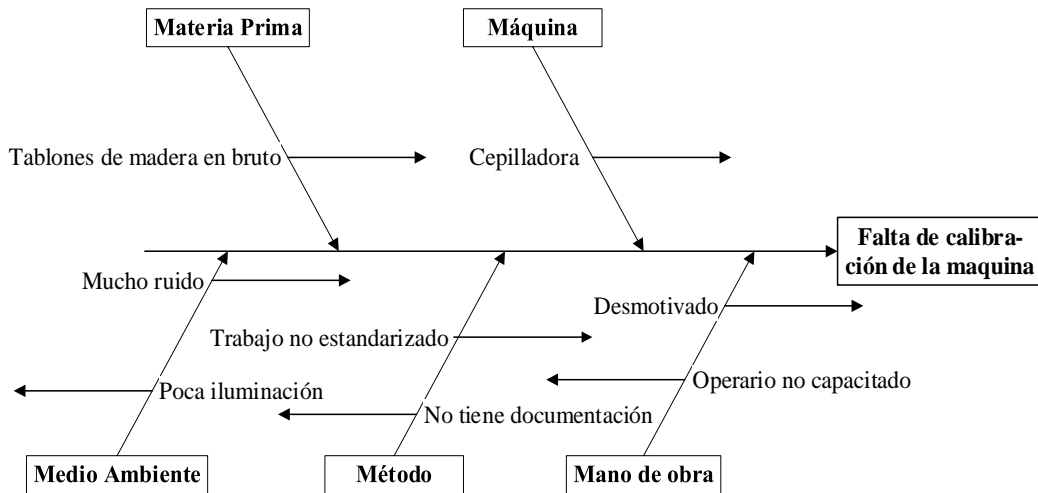 Materia Prima
Máquina
Tablones de madera en bruto
Cepilladora
Falta de calibra-
ción de la maquina
Mucho ruido
Desmotivado
Trabajo no estandarizado
Poca iluminación
Operario no capacitado
No tiene documentación
Medio Ambiente
Método
Mano de obra